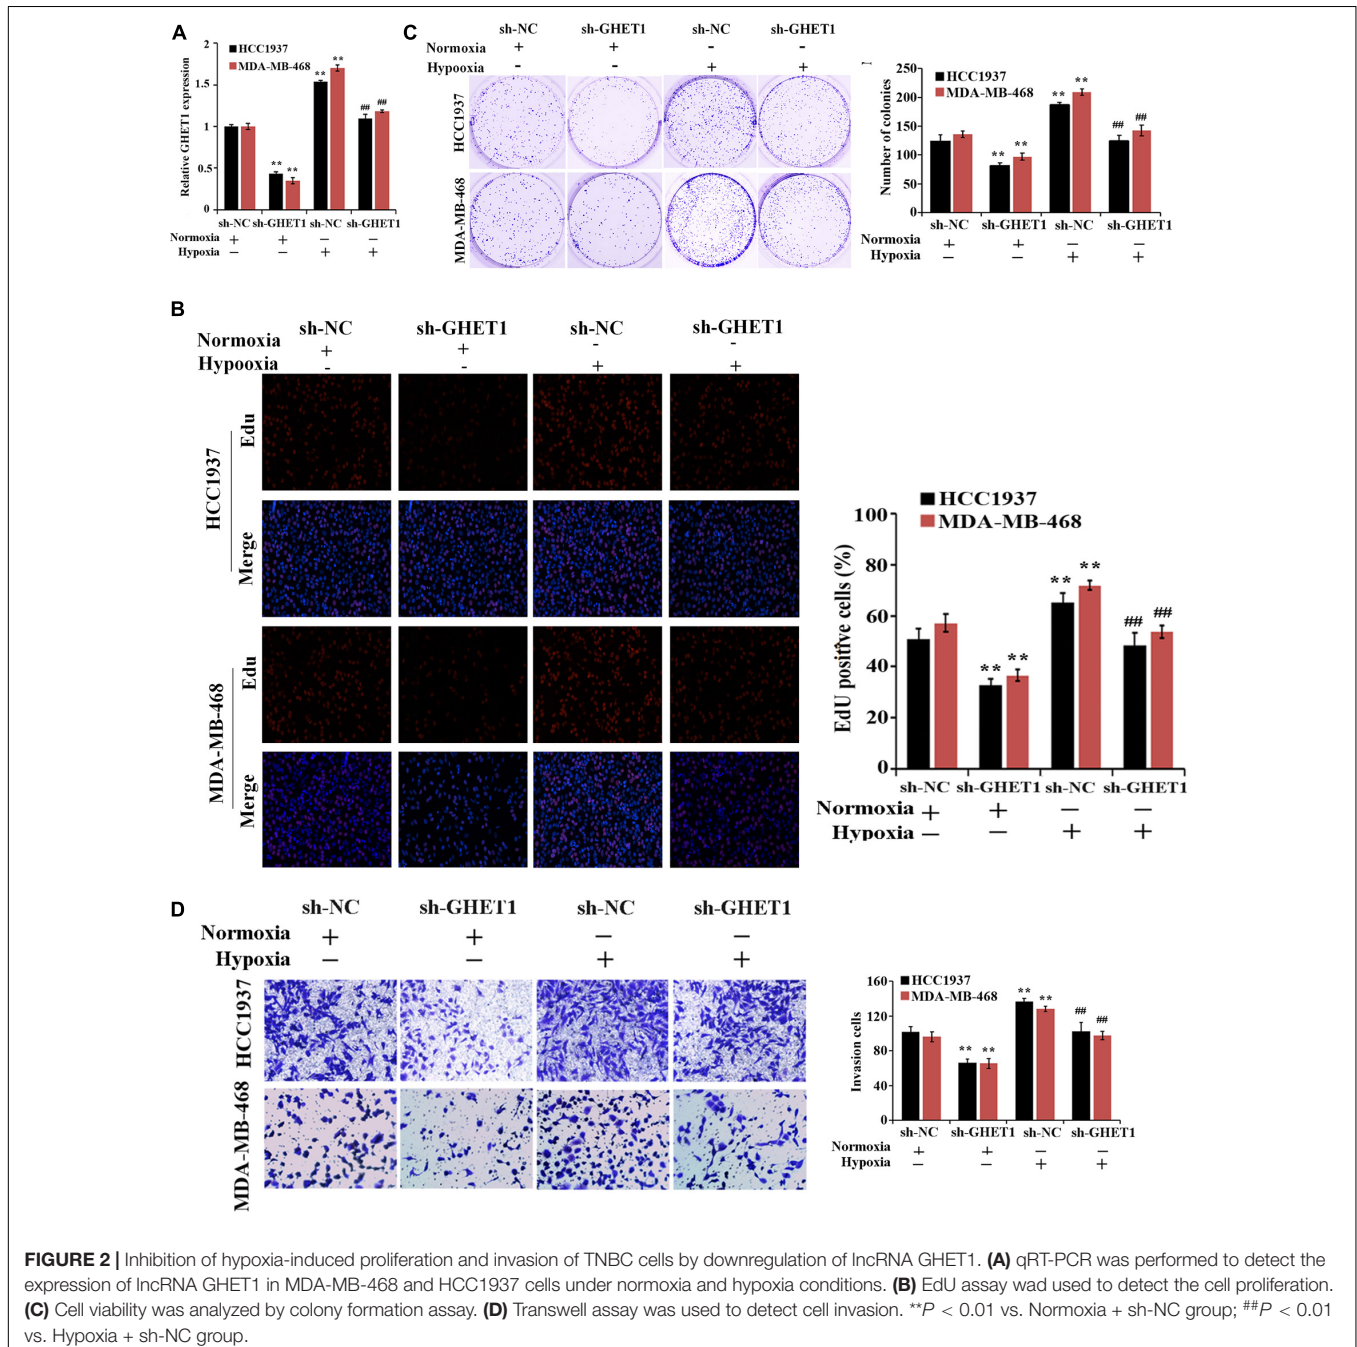 A
2
1.5
1
0.5
0
Relative GHET1 expression
HCC1937
MDA-MB-468
** **
** **
## ##
sh-NC sh-GHET1 sh-NC sh-GHET1
Normoxia + + − −
Hypoxia − − + +
C
sh-NC sh-GHET1 sh-NC sh-GHET1
Normoxia + + - -
Hypooxia - - + +
HCC1937
MDA-MB-468
250
200
150
100
50
0
Number of colonies
HCC1937
MDA-MB-468
** **
** **
## ##
sh-NC sh-GHET1 sh-NC sh-GHET1
Normoxia + + − −
Hypoxia − − + +
B
sh-NC sh-GHET1 sh-NC sh-GHET1
Normoxia + + - -
Hypooxia - - + +
HCC1937
Edu
Merge
MDA-MB-468
Edu
Merge
100
80
60
40
20
0
EdU positive cells (%)
HCC1937
MDA-MB-468
** **
** **
## ##
sh-NC sh-GHET1 sh-NC sh-GHET1
Normoxia + + − −
Hypoxia − − + +
D
sh-NC sh-GHET1 sh-NC sh-GHET1
Normoxia + + − −
Hypoxia − − + +
HCC1937
MDA-MB-468
160
120
80
40
0
Invasion cells
HCC1937
MDA-MB-468
** **
** **
## ##
sh-NC sh-GHET1 sh-NC sh-GHET1
Normoxia + + − −
Hypoxia − − + +
FIGURE 2 | Inhibition of hypoxia-induced proliferation and invasion of TNBC cells by downregulation of lncRNA GHET1. (A) qRT-PCR was performed to detect the
expression of lncRNA GHET1 in MDA-MB-468 and HCC1937 cells under normoxia and hypoxia conditions. (B) EdU assay wad used to detect the cell proliferation.
(C) Cell viability was analyzed by colony formation assay. (D) Transwell assay was used to detect cell invasion. **P < 0.01 vs. Normoxia + sh-NC group; ##P < 0.01
vs. Hypoxia + sh-NC group.